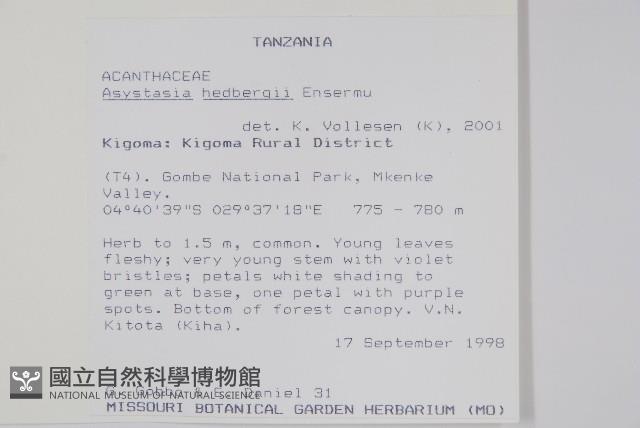 TANZANIA
ACANTHACEAE
Asystasia hedbergii Ensermu
det. K. Vollesen (K), 2001
Kigoma: Kigoma Rural District
(T4). Gombe National Park, Mkenke
Valley.
04°40'39"S 029°37'18"E 775 - 780 m
Herb to 1.5 m, common. Young leaves
fleshy; very young stem with violet
bristles; petals white shading to
green at base, one petal with purple
spots. Bottom of forest canopy. V.N.
Kitota (Kiha).
17 September 1998
國立自然科學博物館
NATIONAL MUSEUM OF NATURAL SCIENCE
Daniel 31
MISSOURI BOTANICAL GARDEN HERBARIUM (MO)